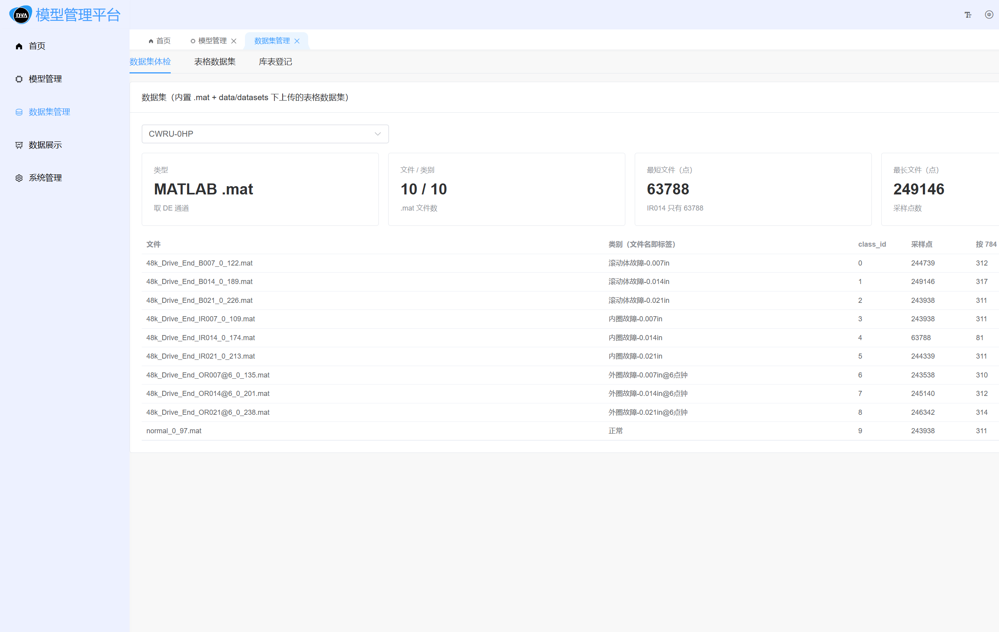 DVA 模型管理平台
首页
模型管理
数据集管理
数据展示
系统管理
首页 模型管理 数据集管理
数据集体检 表格数据集 库表登记
数据集（内置 .mat + data/datasets 下上传的表格数据集）
CWRU-0HP
类型
MATLAB .mat
取 DE 通道
文件 / 类别
10 / 10
.mat 文件数
最短文件（点）
63788
IR014 只有 63788
最长文件（点）
249146
采样点数
文件 类别（文件名即标签） class_id 采样点 按 784
48k_Drive_End_B007_0_122.mat 滚动体故障-0.007in 0 244739 312
48k_Drive_End_B014_0_189.mat 滚动体故障-0.014in 1 249146 317
48k_Drive_End_B021_0_226.mat 滚动体故障-0.021in 2 243938 311
48k_Drive_End_IR007_0_109.mat 内圈故障-0.007in 3 243938 311
48k_Drive_End_IR014_0_174.mat 内圈故障-0.014in 4 63788 81
48k_Drive_End_IR021_0_213.mat 内圈故障-0.021in 5 244339 311
48k_Drive_End_OR007@6_0_135.mat 外圈故障-0.007in@6点钟 6 243538 310
48k_Drive_End_OR014@6_0_201.mat 外圈故障-0.014in@6点钟 7 245140 312
48k_Drive_End_OR021@6_0_238.mat 外圈故障-0.021in@6点钟 8 246342 314
normal_0_97.mat 正常 9 243938 311